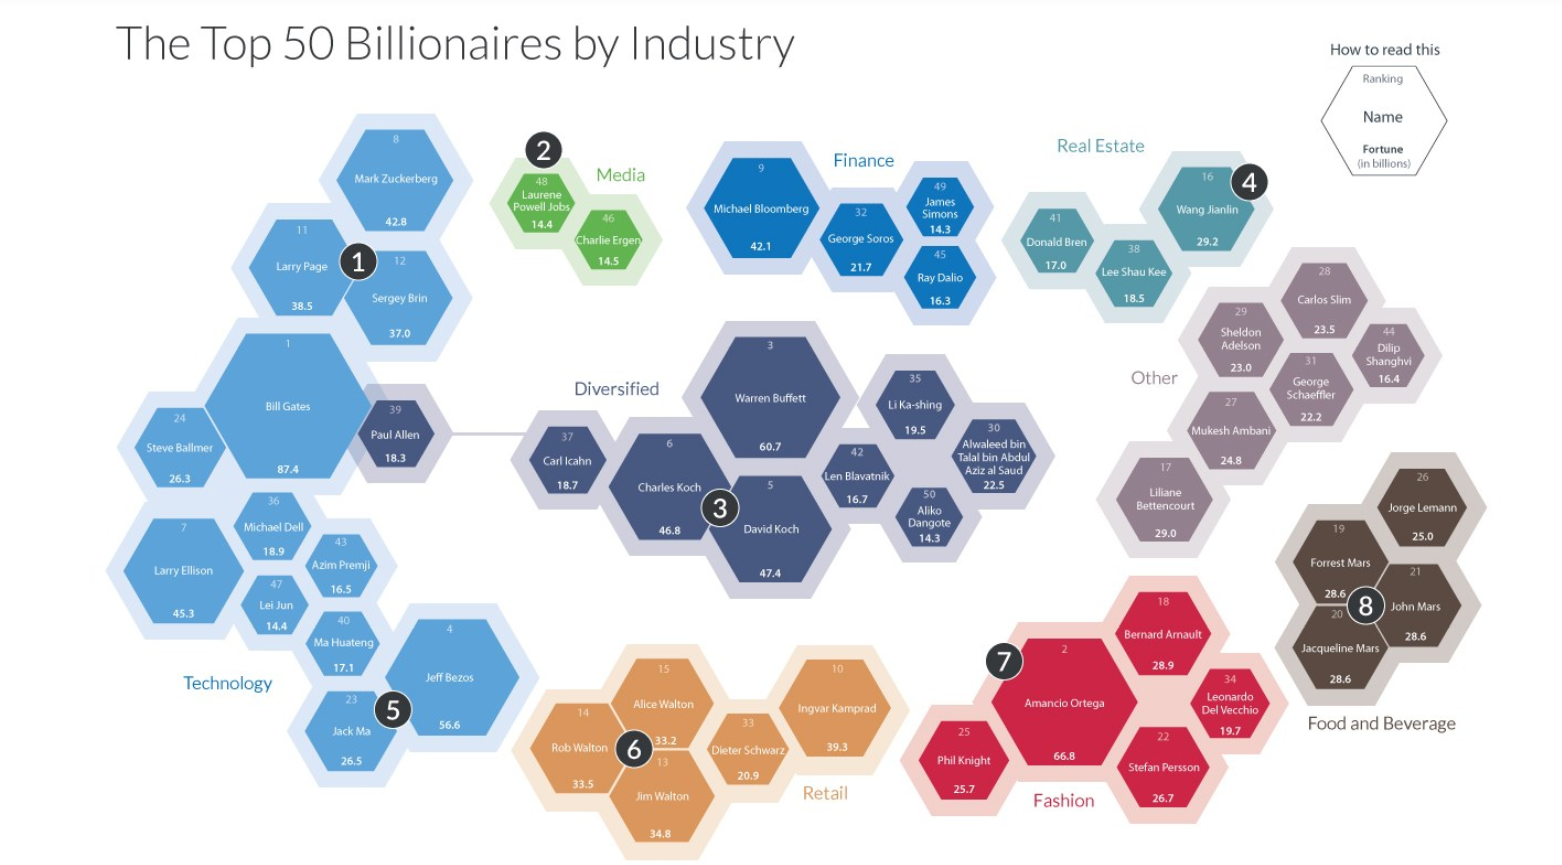 The Top 50 Billionaires by Industry
How to read this
Ranking
Name
Fortune
(in billions)
8
Mark Zuckerberg
42.8
11
Larry Page
38.5
1
12
Sergey Brin
37.0
1
Bill Gates
87.4
24
Steve Ballmer
26.3
39
Paul Allen
18.3
36
Michael Dell
18.9
7
Larry Ellison
45.3
43
Azim Premji
16.5
47
Lei Jun
14.4
40
Ma Huateng
17.1
4
Jeff Bezos
56.6
5
23
Jack Ma
26.5
Technology
2
48
Laurene
Powell Jobs
14.4
Media
46
Charlie Ergen
14.5
Finance
9
Michael Bloomberg
42.1
32
George Soros
21.7
49
James
Simons
14.3
45
Ray Dalio
16.3
Real Estate
41
Donald Bren
17.0
38
Lee Shau Kee
18.5
16
Wang Jianlin
29.2
4
Diversified
37
Carl Icahn
18.7
6
Charles Koch
46.8
3
3
Warren Buffett
60.7
5
David Koch
47.4
42
Len Blavatnik
16.7
35
Li Ka-shing
19.5
30
Alwaleed bin
Talal bin Abdul
Aziz al Saud
22.5
50
Aliko
Dangote
14.3
Other
28
Carlos Slim
23.5
29
Sheldon
Adelson
23.0
44
Dilip
Shanghvi
16.4
31
George
Schaeffler
22.2
27
Mukesh Ambani
24.8
17
Liliane
Bettencourt
29.0
26
Jorge Lemann
25.0
19
Forrest Mars
28.6
8
21
John Mars
28.6
20
Jacqueline Mars
28.6
Food and Beverage
15
Alice Walton
33.2
14
Rob Walton
33.5
6
13
Jim Walton
34.8
33
Dieter Schwarz
20.9
10
Ingvar Kamprad
39.3
Retail
7
2
Amancio Ortega
66.8
18
Bernard Arnault
28.9
34
Leonardo
Del Vecchio
19.7
25
Phil Knight
25.7
22
Stefan Persson
26.7
Fashion